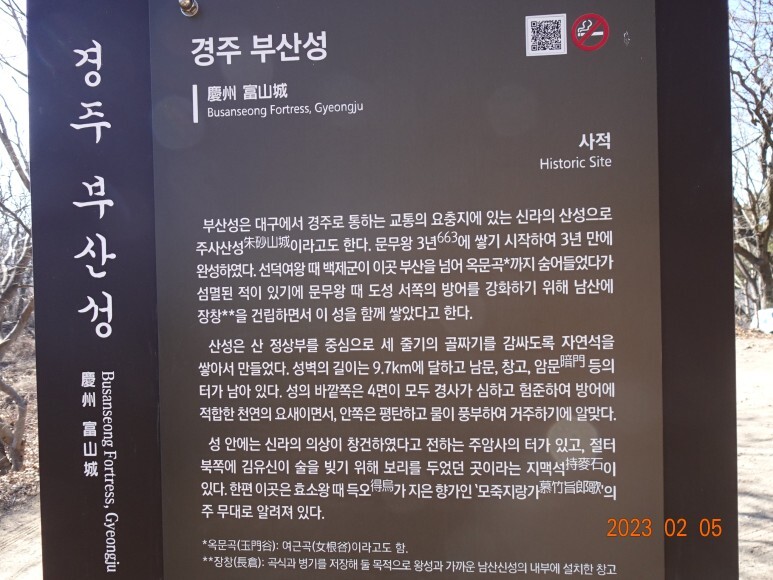 경주 부산성
慶州 富山城
Busanseong Fortress, Gyeongju
경주 부산성
慶州 富山城
Busanseong Fortress, Gyeongju
사적
Historic Site
부산성은 대구에서 경주로 통하는 교통의 요충지에 있는 신라의 산성으로
주사산성朱砂山城이라고도 한다. 문무왕 3년663에 쌓기 시작하여 3년 만에
완성하였다. 선덕여왕 때 백제군이 이곳 부산을 넘어 옥문곡*까지 숨어들었다가
섬멸된 적이 있기에 문무왕 때 도성 서쪽의 방어를 강화하기 위해 남산에
장창**을 건립하면서 이 성을 함께 쌓았다고 한다.
산성은 산 정상부를 중심으로 세 줄기의 골짜기를 감싸도록 자연석을
쌓아서 만들었다. 성벽의 길이는 9.7km에 달하고 남문, 창고, 암문暗門 등의
터가 남아 있다. 성의 바깥쪽은 4면이 모두 경사가 심하고 험준하여 방어에
적합한 천연의 요새이면서, 안쪽은 평탄하고 물이 풍부하여 거주하기에 알맞다.
성 안에는 신라의 의상이 창건하였다고 전하는 주암사의 터가 있고, 절터
북쪽에 김유신이 술을 빚기 위해 보리를 두었던 곳이라는 지맥석持麥石이
있다. 한편 이곳은 효소왕 때 득오得烏가 지은 향가인 '모죽지랑가慕竹旨郎歌'의
주 무대로 알려져 있다.
*옥문곡(玉門谷): 여근곡(女根谷)이라고도 함.
**장창(長倉): 곡식과 병기를 저장해 둘 목적으로 왕성과 가까운 남산신성의 내부에 설치한 창고
2023 02 05